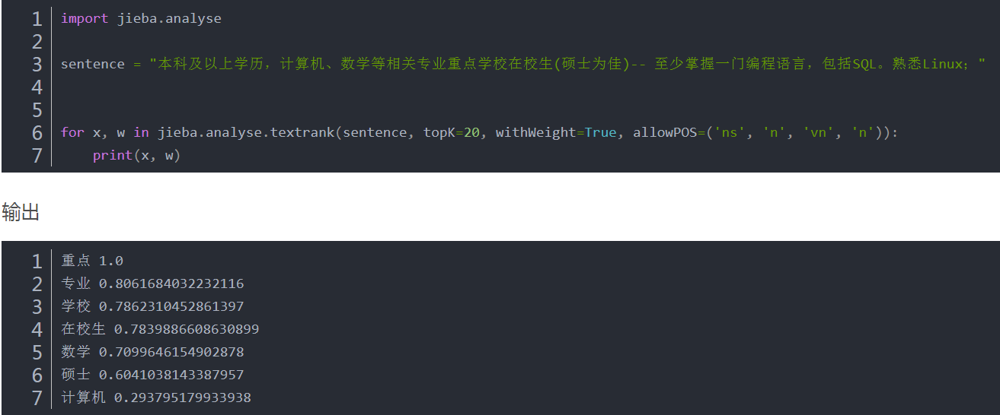 1 import jieba.analyse
2
3 sentence = "本科及以上学历，计算机、数学等相关专业重点学校在校生(硕士为佳)-- 至少掌握一门编程语言，包括SQL。熟悉Linux；"
4
5
6 for x, w in jieba.analyse.textrank(sentence, topK=20, withWeight=True, allowPOS=('ns', 'n', 'vn', 'n')):
7     print(x, w)
输出
1 重点 1.0
2 专业 0.8061684032232116
3 学校 0.7862310452861397
4 在校生 0.7839886608630899
5 数学 0.7099646154902878
6 硕士 0.6041038143387957
7 计算机 0.293795179933938